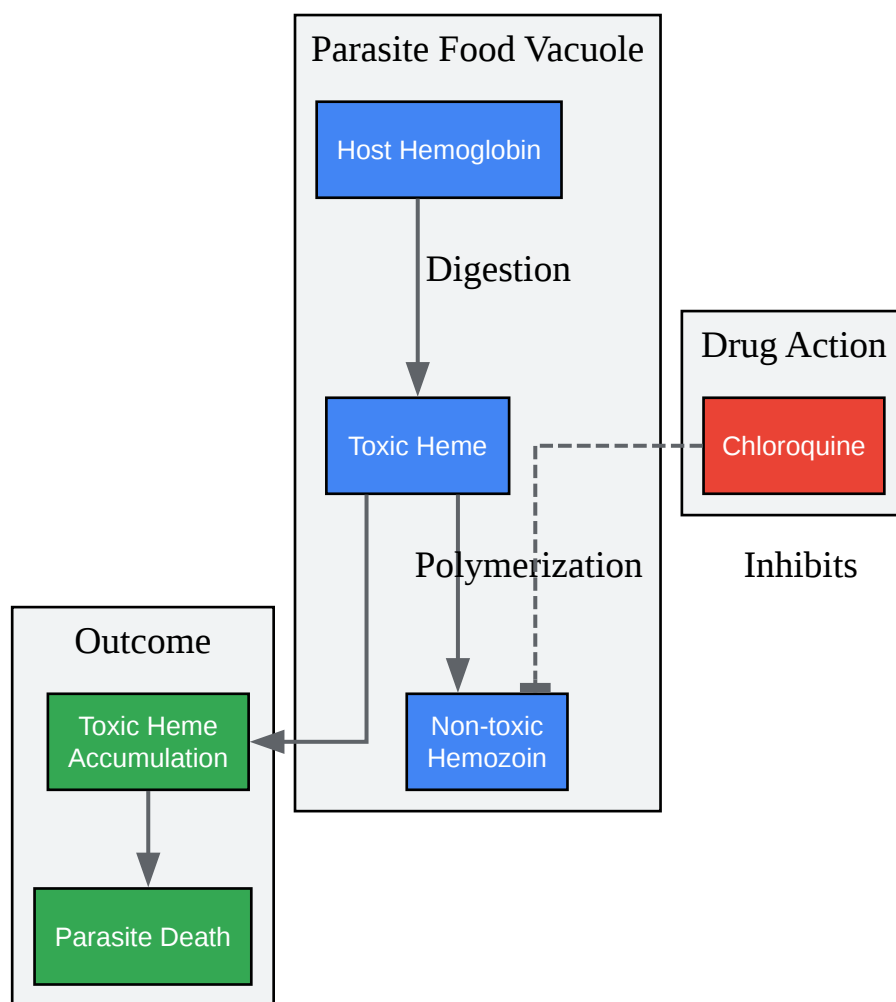 Parasite Food Vacuole
Host Hemoglobin
Digestion
Drug Action
Toxic Heme
Chloroquine
Polymerization
Inhibits
Outcome
Toxic Heme
Accumulation
Non-toxic
Hemozoin
Parasite Death